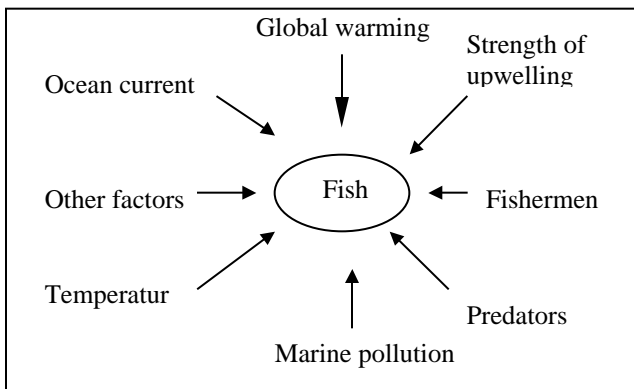 Global warming
Strength of
upwelling
Ocean current
Other factors
Fish
Fishermen
Temperatur
Predators
Marine pollution